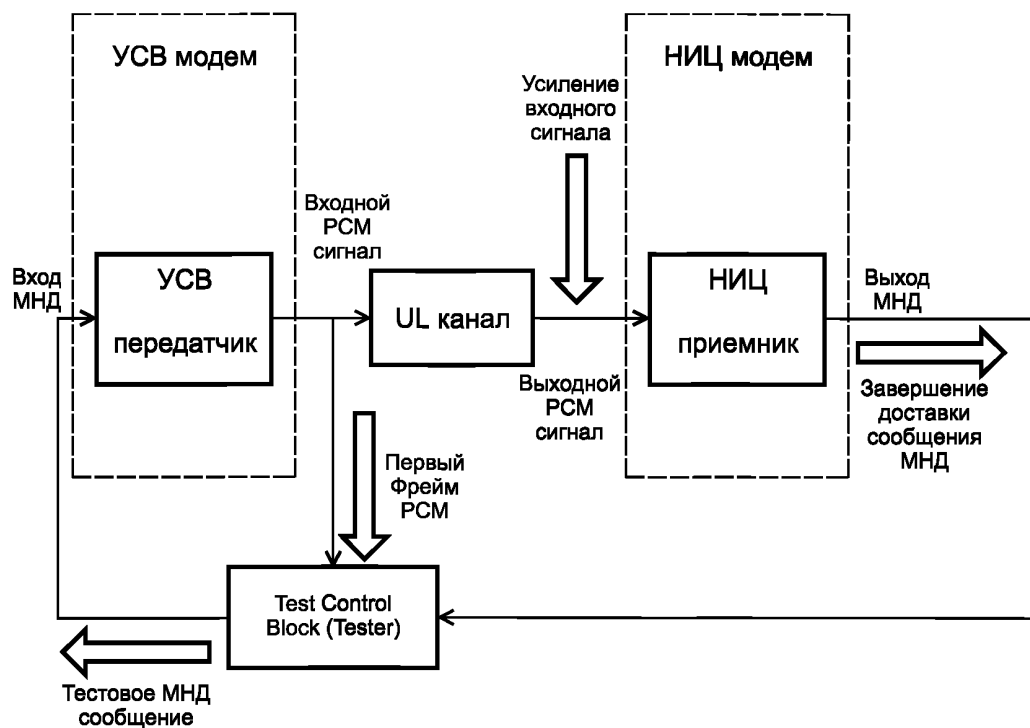 УСВ модем
НИЦ модем
Усиление
входного
сигнала
Входной
PCM
сигнал
Вход
МНД
УСВ
передатчик
UL канал
НИЦ
приемник
Выход
МНД
Выходной
PCM
сигнал
Завершение
доставки
сообщения
МНД
Первый
Фрейм
PCM
Test Control
Block (Tester)
Тестовое МНД
сообщение